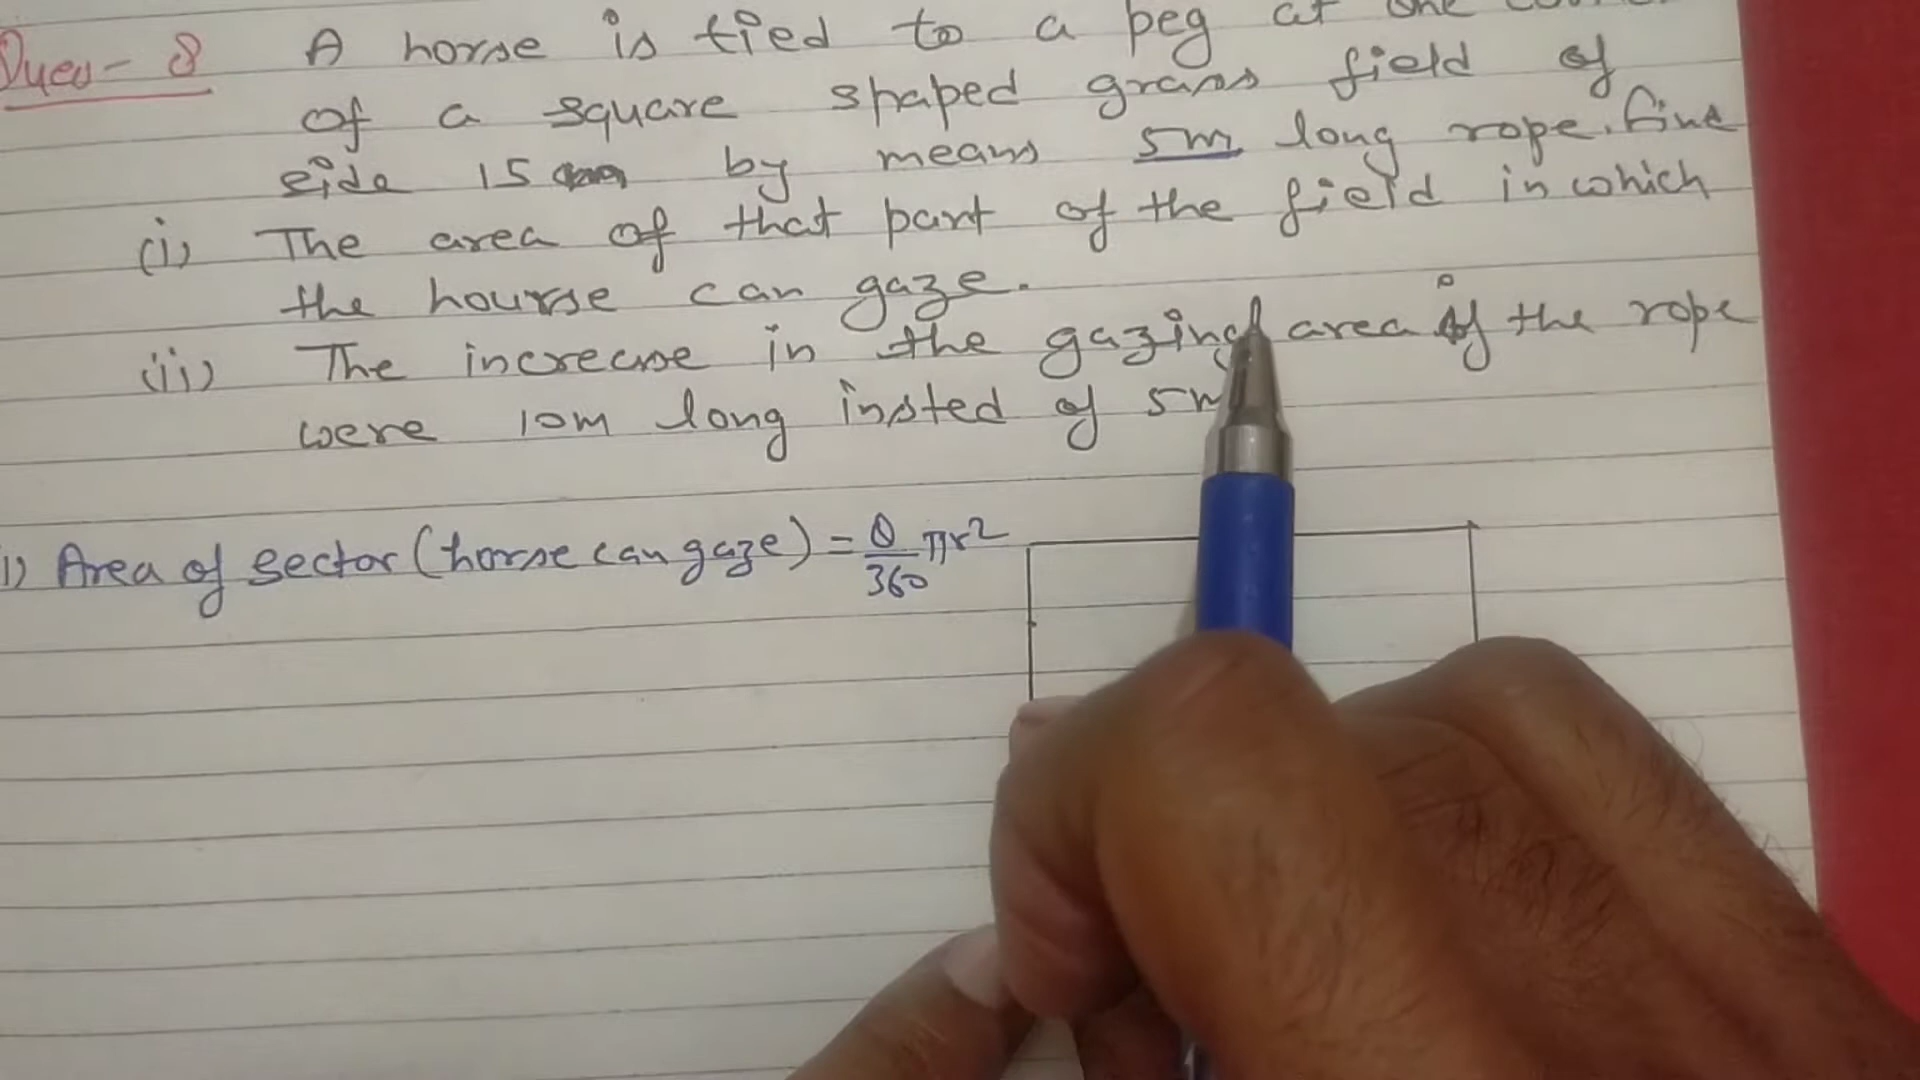 Ques- 8 A horse is tied to a peg at one
of a square shaped grass field of
side 15 m by means 5m long rope. find
(i) The area of that part of the field in which
the hourse can gaze.
(ii) The increase in the gazing area if the rope
were 10m long insted of 5m
1) Area of sector (horse can gaze) = θ/360 πr²